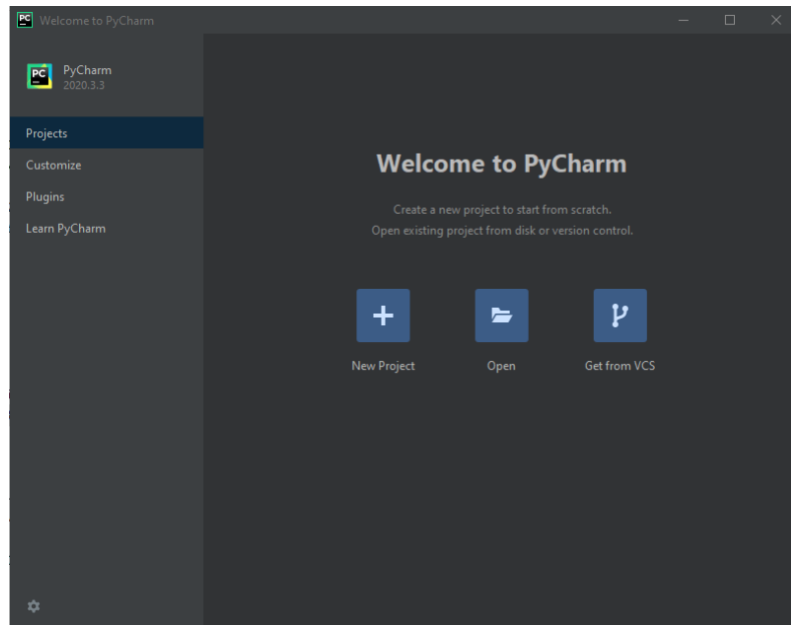 Welcome to PyCharm
PyCharm
2020.3.3
Projects
Customize
Plugins
Learn PyCharm
Welcome to PyCharm
Create a new project to start from scratch.
Open existing project from disk or version control.
New Project
Open
Get from VCS